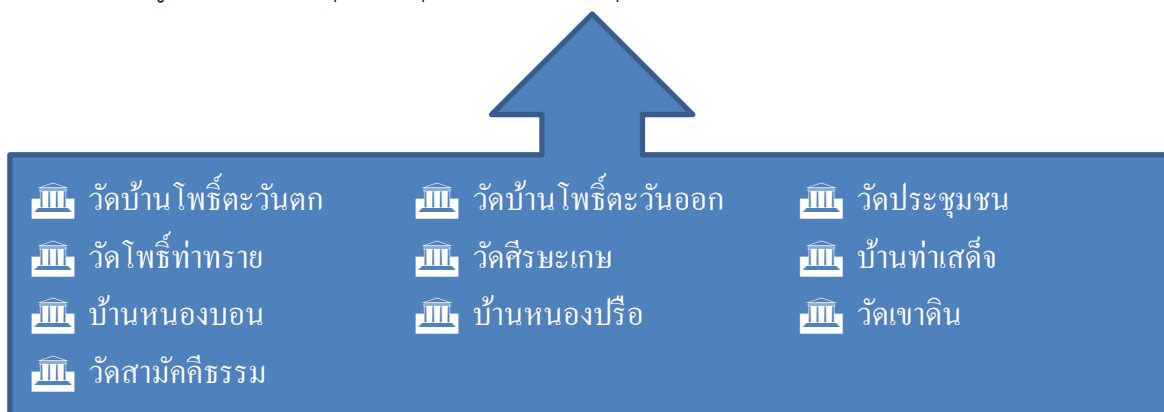 วัดบ้านโพธิ์ตะวันตก วัดบ้านโพธิ์ตะวันออก วัดประชุมชน
วัดโพธิ์ท่าทราย วัดศีรษะเกษ บ้านท่าเสด็จ
บ้านหนองบอน บ้านหนองปรือ วัดเขาดิน
วัดสามัคคีธรรม